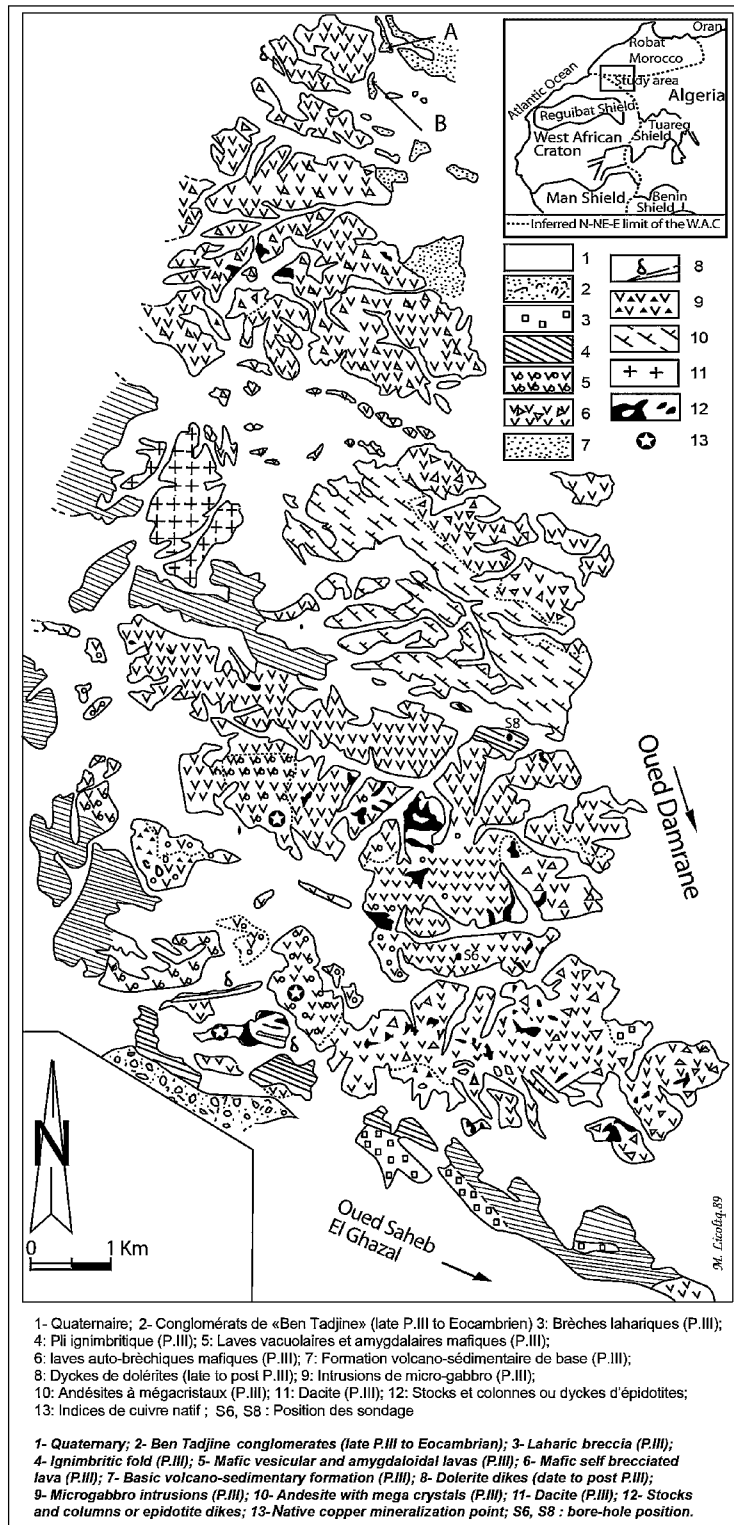 A
B
Oran
Robat
Morocco
Study area
Atlantic Ocean
Algeria
Reguibat Shield
Tuareg
Shield
West African
Craton
Man Shield
Benin
Shield
Inferred N-NE-E limit of the W.A.C
1
2
3
4
5
6
7
δ
8
9
10
11
12
13
S8
Oued Damrane
S6
δ
δ
N
0 1 Km
Oued Saheb
El Ghazal
M. Licoftq.89
1- Quaternaire; 2- Conglomérats de «Ben Tadjine» (late P.III to Eocambrien) 3: Brèches lahariques (P.III);
4: Pli ignimbritique (P.III); 5: Laves vacuolaires et amygdalaires mafiques (P.III);
6: laves auto-brèchiques mafiques (P.III); 7: Formation volcano-sédimentaire de base (P.III);
8: Dyckes de dolérites (late to post P.III); 9: Intrusions de micro-gabbro (P.III);
10: Andésites à mégacristaux (P.III); 11: Dacite (P.III); 12: Stocks et colonnes ou dyckes d'épidotites;
13: Indices de cuivre natif ; S6, S8 : Position des sondage
1- Quaternary; 2- Ben Tadjine conglomerates (late P.III to Eocambrien); 3- Laharic breccia (P.III);
4- Ignimbritic fold (P.III); 5- Mafic vesicular and amygdaloidal lavas (P.III); 6- Mafic self brecciated
lava (P.III); 7- Basic volcano-sedimentary formation (P.III); 8- Dolerite dikes (date to post P.III);
9- Microgabbro intrusions (P.III); 10- Andesite with mega crystals (P.III); 11- Dacite (P.III); 12- Stocks
and columns or epidotite dikes; 13-Native copper mineralization point; S6, S8 : bore-hole position.